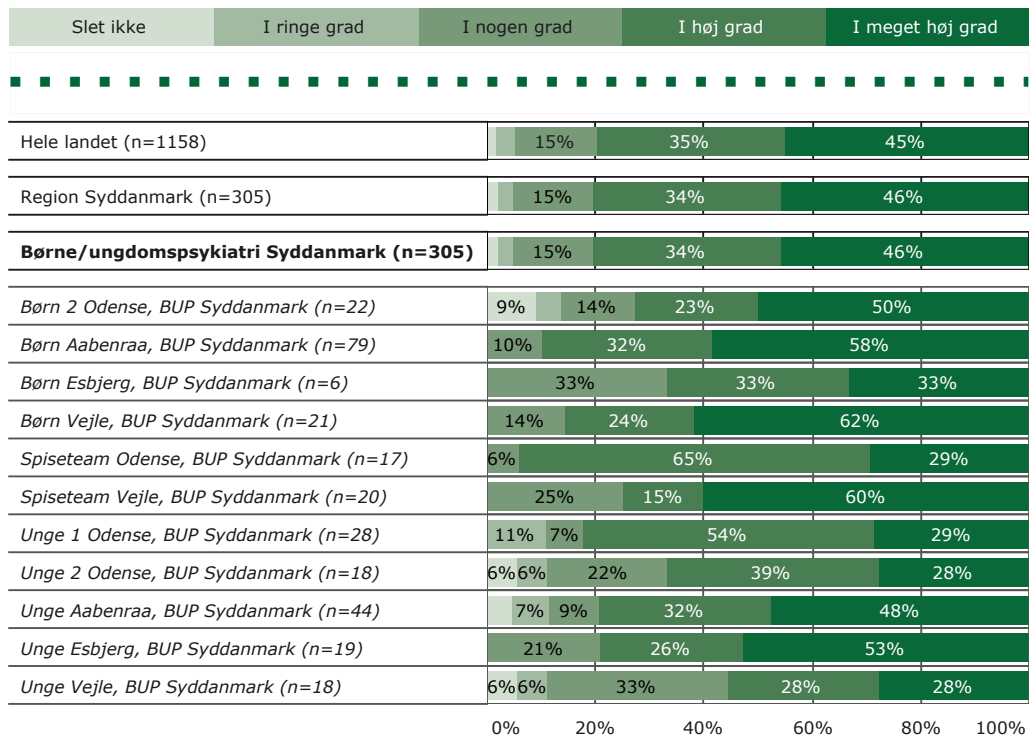 Slet ikke I ringe grad I nogen grad I høj grad I meget høj grad
Hele landet (n=1158) 15% 35% 45%
Region Syddanmark (n=305) 15% 34% 46%
Børne/ungdomspsykiatri Syddanmark (n=305) 15% 34% 46%
Børn 2 Odense, BUP Syddanmark (n=22) 9% 14% 23% 50%
Børn Aabenraa, BUP Syddanmark (n=79) 10% 32% 58%
Børn Esbjerg, BUP Syddanmark (n=6) 33% 33% 33%
Børn Vejle, BUP Syddanmark (n=21) 14% 24% 62%
Spiseteam Odense, BUP Syddanmark (n=17) 6% 65% 29%
Spiseteam Vejle, BUP Syddanmark (n=20) 25% 15% 60%
Unge 1 Odense, BUP Syddanmark (n=28) 11% 7% 54% 29%
Unge 2 Odense, BUP Syddanmark (n=18) 6% 6% 22% 39% 28%
Unge Aabenraa, BUP Syddanmark (n=44) 7% 9% 32% 48%
Unge Esbjerg, BUP Syddanmark (n=19) 21% 26% 53%
Unge Vejle, BUP Syddanmark (n=18) 6% 6% 33% 28% 28%
0% 20% 40% 60% 80% 100%